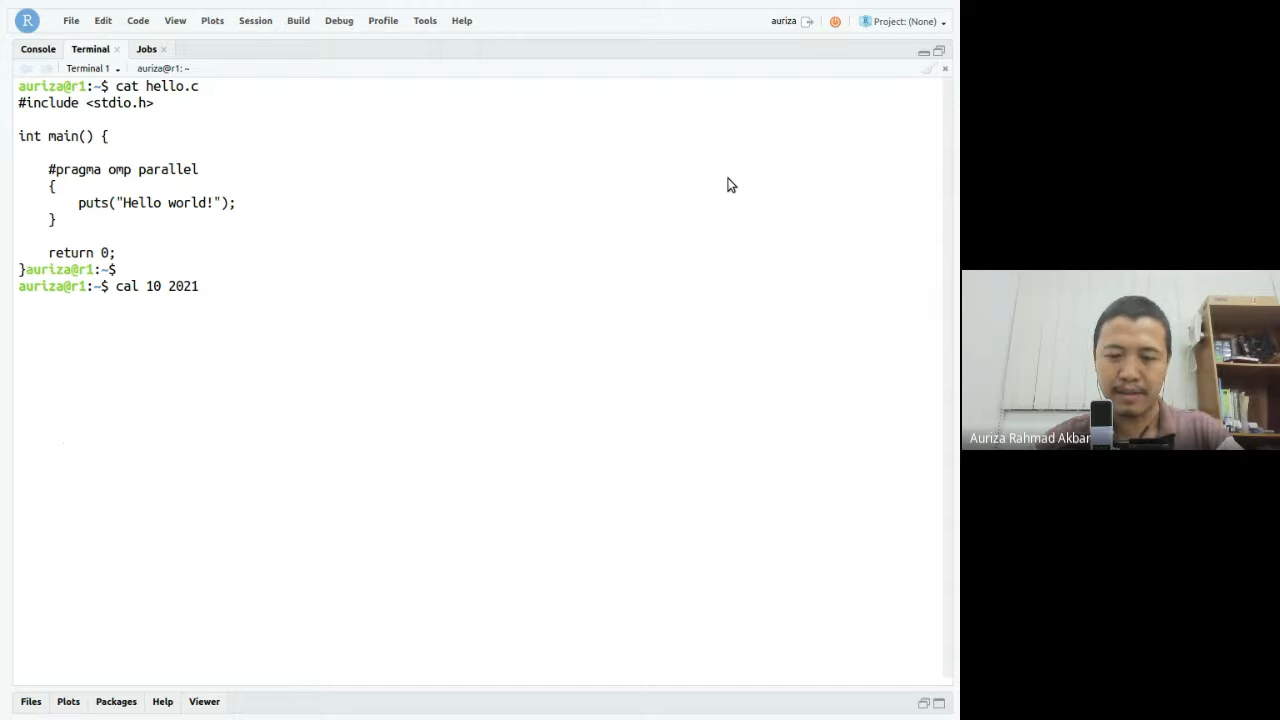 R File Edit Code View Plots Session Build Debug Profile Tools Help auriza R Project: (None)
Console Terminal Jobs
Terminal 1 auriza@r1: ~
auriza@r1:~$ cat hello.c
#include <stdio.h>
int main() {
#pragma omp parallel
{
puts("Hello world!");
}
return 0;
}auriza@r1:~$
auriza@r1:~$ cal 10 2021
Auriza Rahmad Akbar
Files Plots Packages Help Viewer